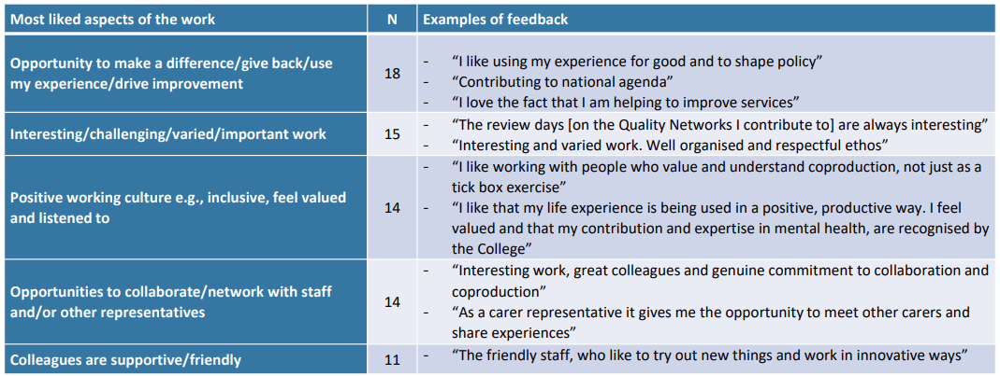 Most liked aspects of the work N Examples of feedback
Opportunity to make a difference/give back/use
my experience/drive improvement
18
- “I like using my experience for good and to shape policy”
- “Contributing to national agenda”
- “I love the fact that I am helping to improve services”
Interesting/challenging/varied/important work
15
- “The review days [on the Quality Networks I contribute to] are always interesting”
- “Interesting and varied work. Well organised and respectful ethos”
Positive working culture e.g., inclusive, feel valued
and listened to
14
- “I like working with people who value and understand coproduction, not just as a
tick box exercise”
- “I like that my life experience is being used in a positive, productive way. I feel
valued and that my contribution and expertise in mental health, are recognised by
the College”
Opportunities to collaborate/network with staff
and/or other representatives
14
- “Interesting work, great colleagues and genuine commitment to collaboration and
coproduction”
- “As a carer representative it gives me the opportunity to meet other carers and
share experiences”
Colleagues are supportive/friendly
11
- “The friendly staff, who like to try out new things and work in innovative ways”